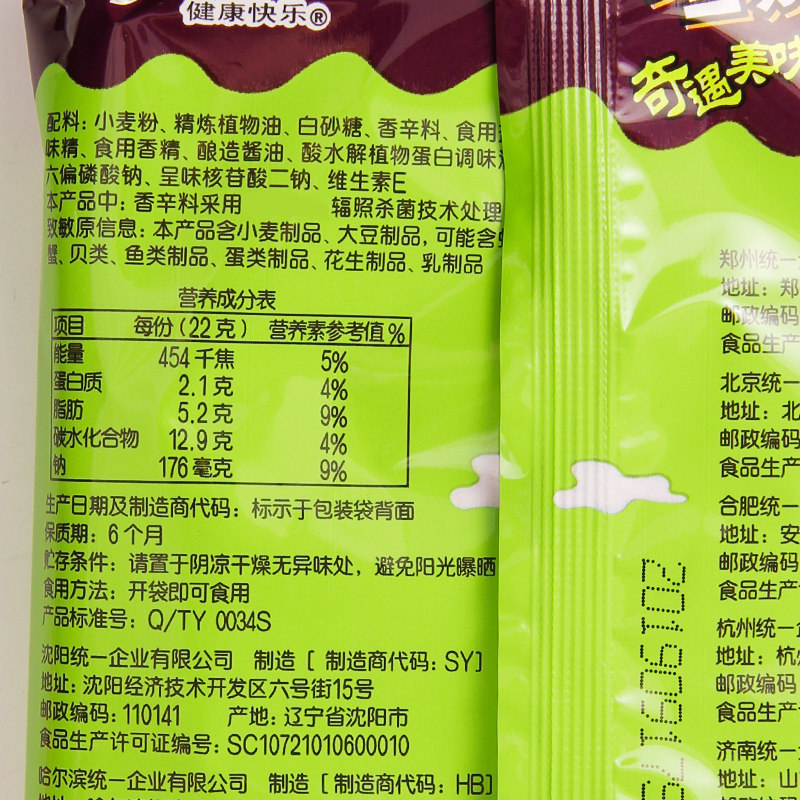 健康快乐®
奇遇美味
配料: 小麦粉、精炼植物油、白砂糖、香辛料、食用
味精、食用香精、酿造酱油、酸水解植物蛋白调味
六偏磷酸钠、呈味核苷酸二钠、维生素E
本产品中: 香辛料采用 辐照杀菌技术处理
致敏原信息: 本产品含小麦制品、大豆制品, 可能含
蟹、贝类、鱼类制品、蛋类制品、花生制品、乳制品
营养成分表
项目 每份 (22 克) 营养素参考值 %
能量 454 千焦 5%
蛋白质 2.1 克 4%
脂肪 5.2 克 9%
碳水化合物 12.9 克 4%
钠 176 毫克 9%
生产日期及制造商代码: 标示于包装袋背面
保质期: 6 个月
贮存条件: 请置于阴凉干燥无异味处, 避免阳光曝晒
食用方法: 开袋即可食用
产品标准号: Q/TY 0034S
沈阳统一企业有限公司 制造 [ 制造商代码: SY]
地址: 沈阳经济技术开发区六号街15号
邮政编码: 110141 产地: 辽宁省沈阳市
食品生产许可证编号: SC10721010600010
哈尔滨统一企业有限公司 制造 [ 制造商代码: HB]
郑州统一
地址: 郑
邮政编码
食品生产
北京统一
地址: 北
邮政编码
食品生产
合肥统一
地址: 安
邮政编码
食品生产
杭州统一
地址: 杭
邮政编码
食品生产
济南统一
地址: 山
20190917